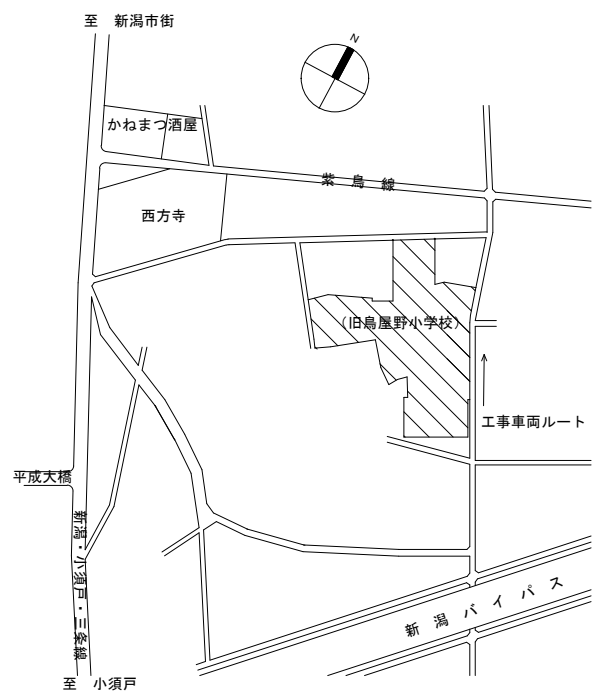 至 新潟市街
N
かねまつ酒屋
紫鳥線
西方寺
(旧鳥屋野小学校)
工事車両ルート
平成大橋
新潟・小須戸・三条線
新潟バイパス
至 小須戸